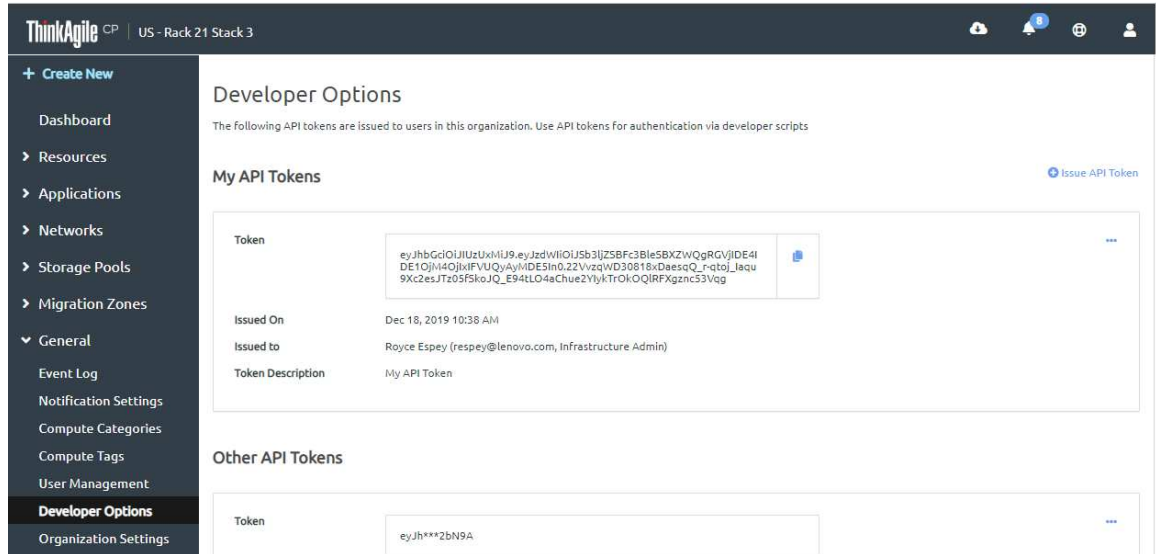 ThinkAgile CP | US - Rack 21 Stack 3
8
+ Create New
Dashboard
Resources
Applications
Networks
Storage Pools
Migration Zones
General
Event Log
Notification Settings
Compute Categories
Compute Tags
User Management
Developer Options
Organization Settings
Developer Options
The following API tokens are issued to users in this organization. Use API tokens for authentication via developer scripts
My API Tokens
Issue API Token
Token
Issued On
Dec 18, 2019 10:38 AM
Issued to
Royce Espey (respey@lenovo.com, Infrastructure Admin)
Token Description
My API Token
Other API Tokens
Token
eyJh***2bN9A